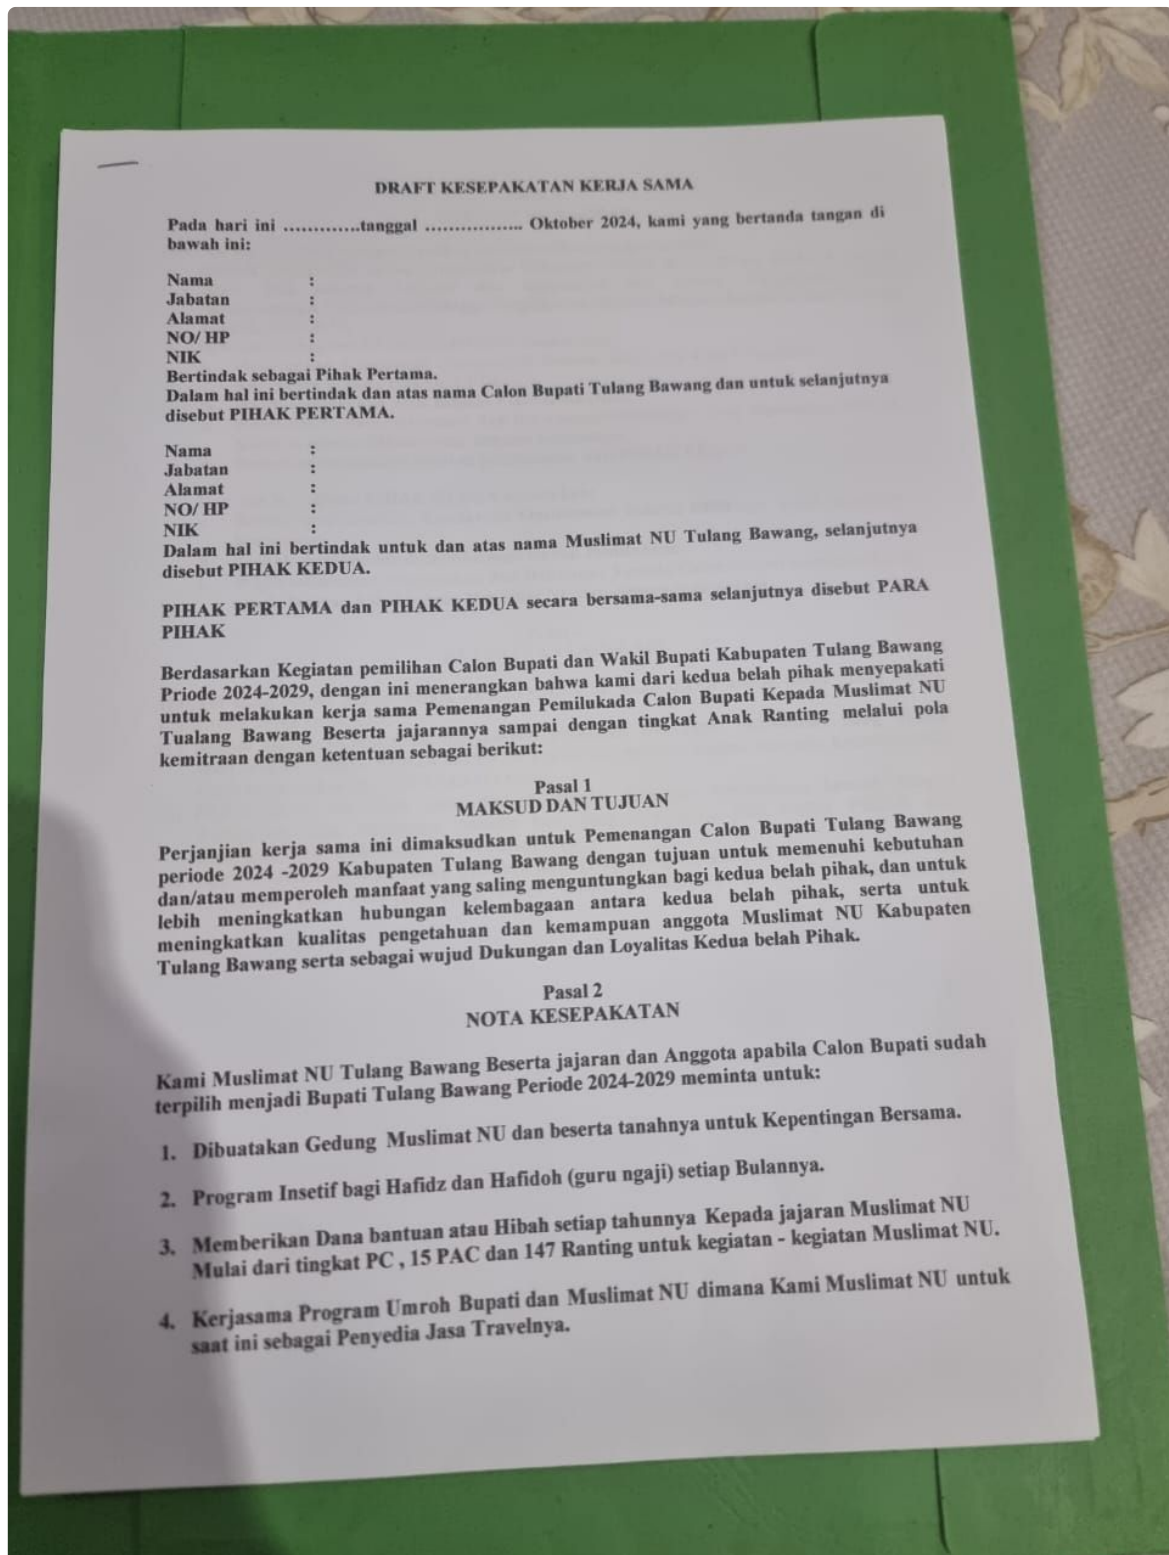 DRAFT KESEPAKATAN KERJA SAMA
Pada hari ini .............tanggal ................. Oktober 2024, kami yang bertanda tangan di
bawah ini:
Nama :
Jabatan :
Alamat :
NO/ HP :
NIK :
Bertindak sebagai Pihak Pertama.
Dalam hal ini bertindak dan atas nama Calon Bupati Tulang Bawang dan untuk selanjutnya
disebut PIHAK PERTAMA.
Nama :
Jabatan :
Alamat :
NO/ HP :
NIK :
Dalam hal ini bertindak untuk dan atas nama Muslimat NU Tulang Bawang, selanjutnya
disebut PIHAK KEDUA.
PIHAK PERTAMA dan PIHAK KEDUA secara bersama-sama selanjutnya disebut PARA
PIHAK
Berdasarkan Kegiatan pemilihan Calon Bupati dan Wakil Bupati Kabupaten Tulang Bawang
Priode 2024-2029, dengan ini menerangkan bahwa kami dari kedua belah pihak menyepakati
untuk melakukan kerja sama Pemenangan Pemilukada Calon Bupati Kepada Muslimat NU
Tualang Bawang Beserta jajarannya sampai dengan tingkat Anak Ranting melalui pola
kemitraan dengan ketentuan sebagai berikut:
Pasal 1
MAKSUD DAN TUJUAN
Perjanjian kerja sama ini dimaksudkan untuk Pemenangan Calon Bupati Tulang Bawang
periode 2024 -2029 Kabupaten Tulang Bawang dengan tujuan untuk memenuhi kebutuhan
dan/atau memperoleh manfaat yang saling menguntungkan bagi kedua belah pihak, dan untuk
lebih meningkatkan hubungan kelembagaan antara kedua belah pihak, serta untuk
meningkatkan kualitas pengetahuan dan kemampuan anggota Muslimat NU Kabupaten
Tulang Bawang serta sebagai wujud Dukungan dan Loyalitas Kedua belah Pihak.
Pasal 2
NOTA KESEPAKATAN
Kami Muslimat NU Tulang Bawang Beserta jajaran dan Anggota apabila Calon Bupati sudah
terpilih menjadi Bupati Tulang Bawang Periode 2024-2029 meminta untuk:
1. Dibuatakan Gedung Muslimat NU dan beserta tanahnya untuk Kepentingan Bersama.
2. Program Insetif bagi Hafidz dan Hafidoh (guru ngaji) setiap Bulannya.
3. Memberikan Dana bantuan atau Hibah setiap tahunnya Kepada jajaran Muslimat NU
Mulai dari tingkat PC , 15 PAC dan 147 Ranting untuk kegiatan - kegiatan Muslimat NU.
4. Kerjasama Program Umroh Bupati dan Muslimat NU dimana Kami Muslimat NU untuk
saat ini sebagai Penyedia Jasa Travelnya.